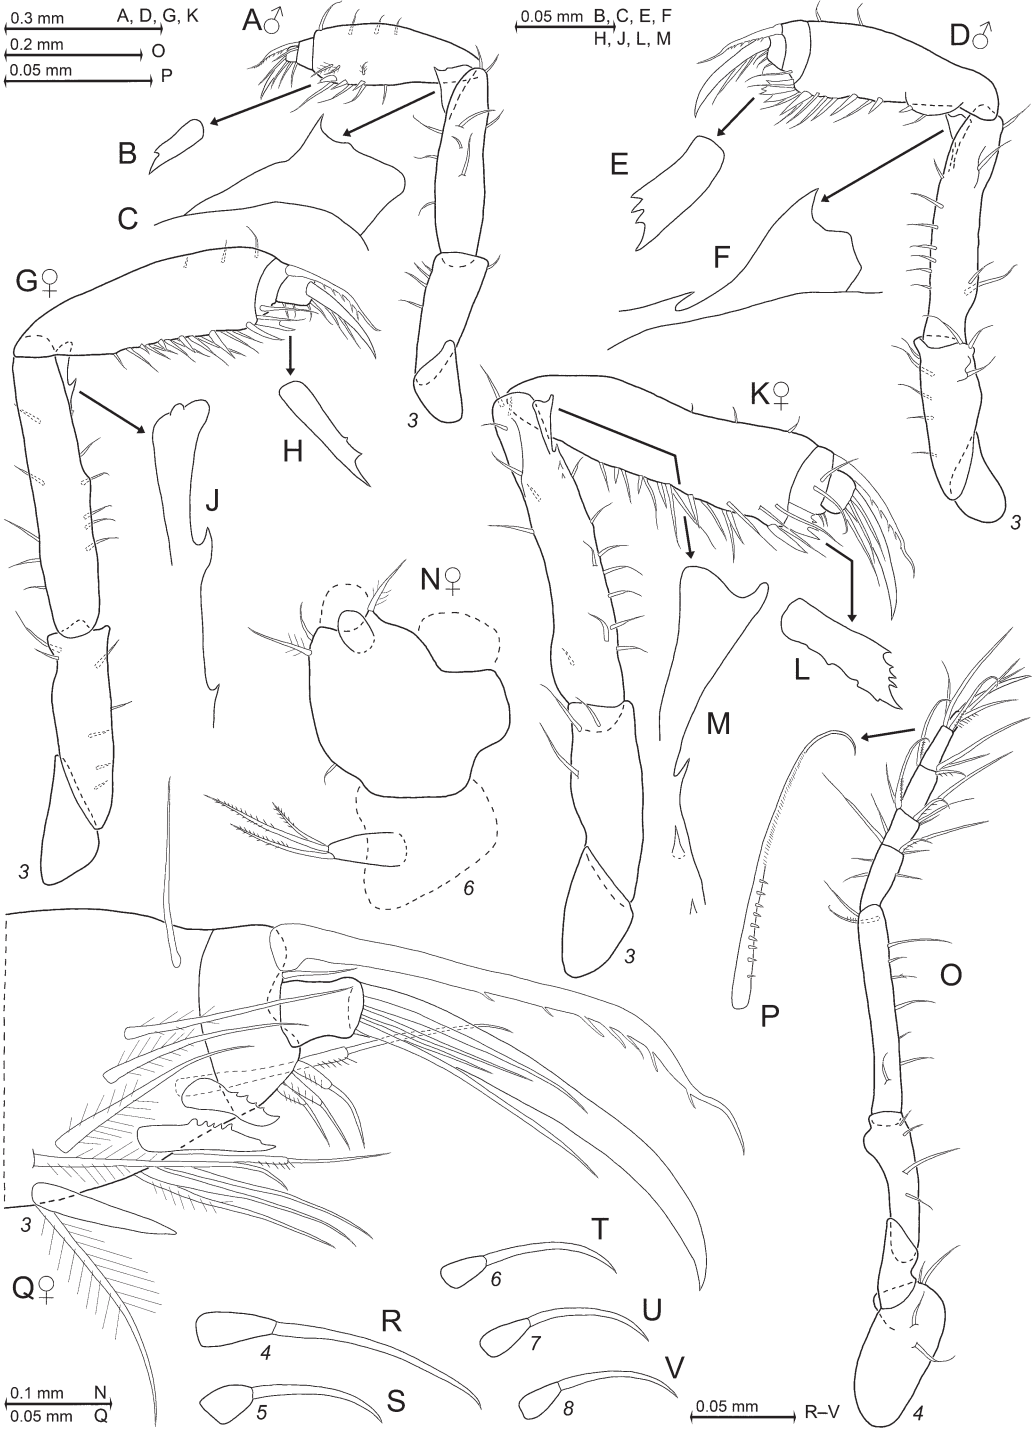 0.3 mm A, D, G, K
0.2 mm O
0.05 mm P
A♂
0.05 mm B, C, E, F
H, J, L, M
D♂
B
E
C
F
G♀
K♀
3
H
J
3
N♀
L
M
3
6
3
O
P
3
Q♀
T
6
R
4
U
7
S
5
V
8
0.1 mm N
0.05 mm Q
0.05 mm R–V
4